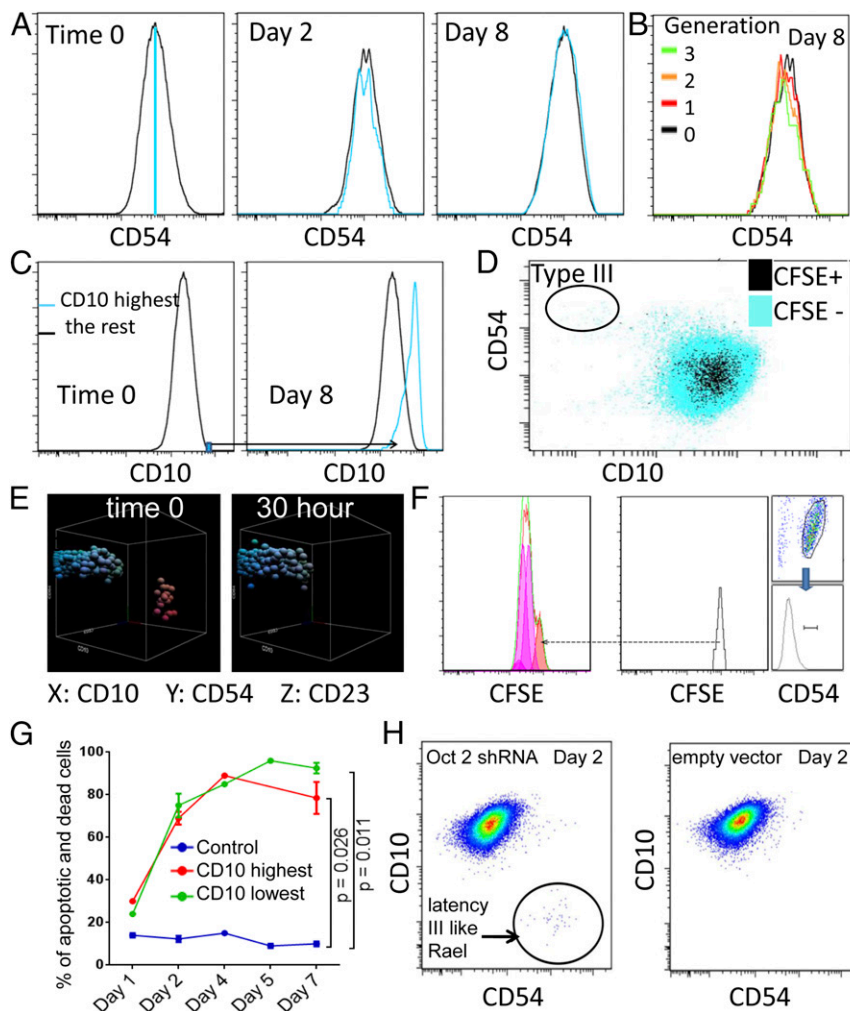 A
Time 0
Day 2
Day 8
CD54
CD54
CD54
B
Generation
Day 8
3
2
1
0
CD54
C
CD10 highest
the rest
Time 0
Day 8
CD10
CD10
D
Type III
CFSE+
CFSE -
CD54
CD10
E
time 0
30 hour
CD10
X: CD10 Y: CD54 Z: CD23
F
CFSE
CFSE
CD54
G
% of apoptotic and dead cells
100
80
60
40
20
0
Control
CD10 highest
CD10 lowest
p = 0.026
p = 0.011
Day 1
Day 2
Day 4
Day 5
Day 7
H
Oct 2 shRNA Day 2
CD10
latency
III like
Rael
CD54
empty vector Day 2
CD10
CD54